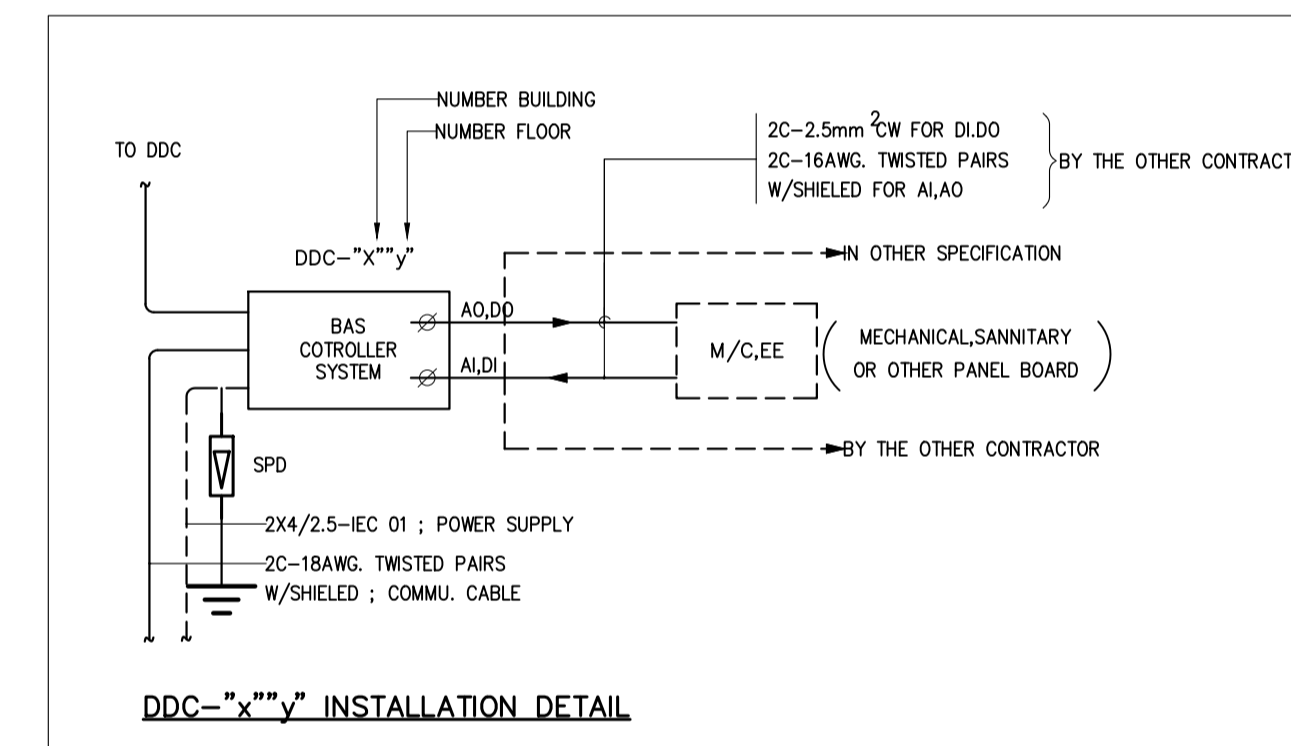 NUMBER BUILDING
NUMBER FLOOR
TO DDC
2C-2.5mm²CW FOR DI.DO
2C-16AWG. TWISTED PAIRS
W/SHIELED FOR AI,AO
BY THE OTHER CONTRACT
DDC-"X""y"
IN OTHER SPECIFICATION
BAS
COTROLLER
SYSTEM
AO,DO
AI,DI
M/C,EE
MECHANICAL,SANNITARY
OR OTHER PANEL BOARD
BY THE OTHER CONTRACTOR
SPD
2X4/2.5-IEC 01 ; POWER SUPPLY
2C-18AWG. TWISTED PAIRS
W/SHIELED ; COMMU. CABLE
DDC-"x""y" INSTALLATION DETAIL